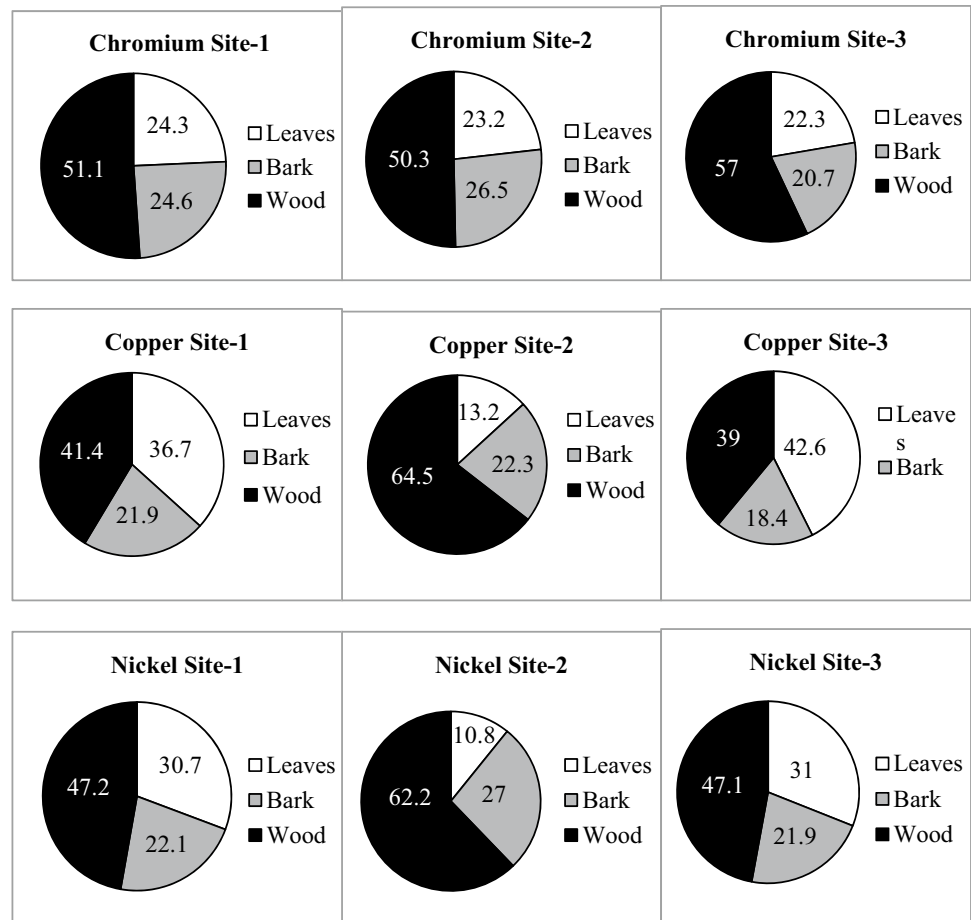 Chromium Site-1
24.3
51.1
24.6
Leaves
Bark
Wood
Chromium Site-2
23.2
50.3
26.5
Leaves
Bark
Wood
Chromium Site-3
22.3
57
20.7
Leaves
Bark
Wood
Copper Site-1
41.4
36.7
21.9
Leaves
Bark
Wood
Copper Site-2
13.2
22.3
64.5
Leaves
Bark
Wood
Copper Site-3
39
42.6
18.4
Leave
s
Bark
Nickel Site-1
30.7
47.2
22.1
Leaves
Bark
Wood
Nickel Site-2
10.8
62.2
27
Leaves
Bark
Wood
Nickel Site-3
31
47.1
21.9
Leaves
Bark
Wood